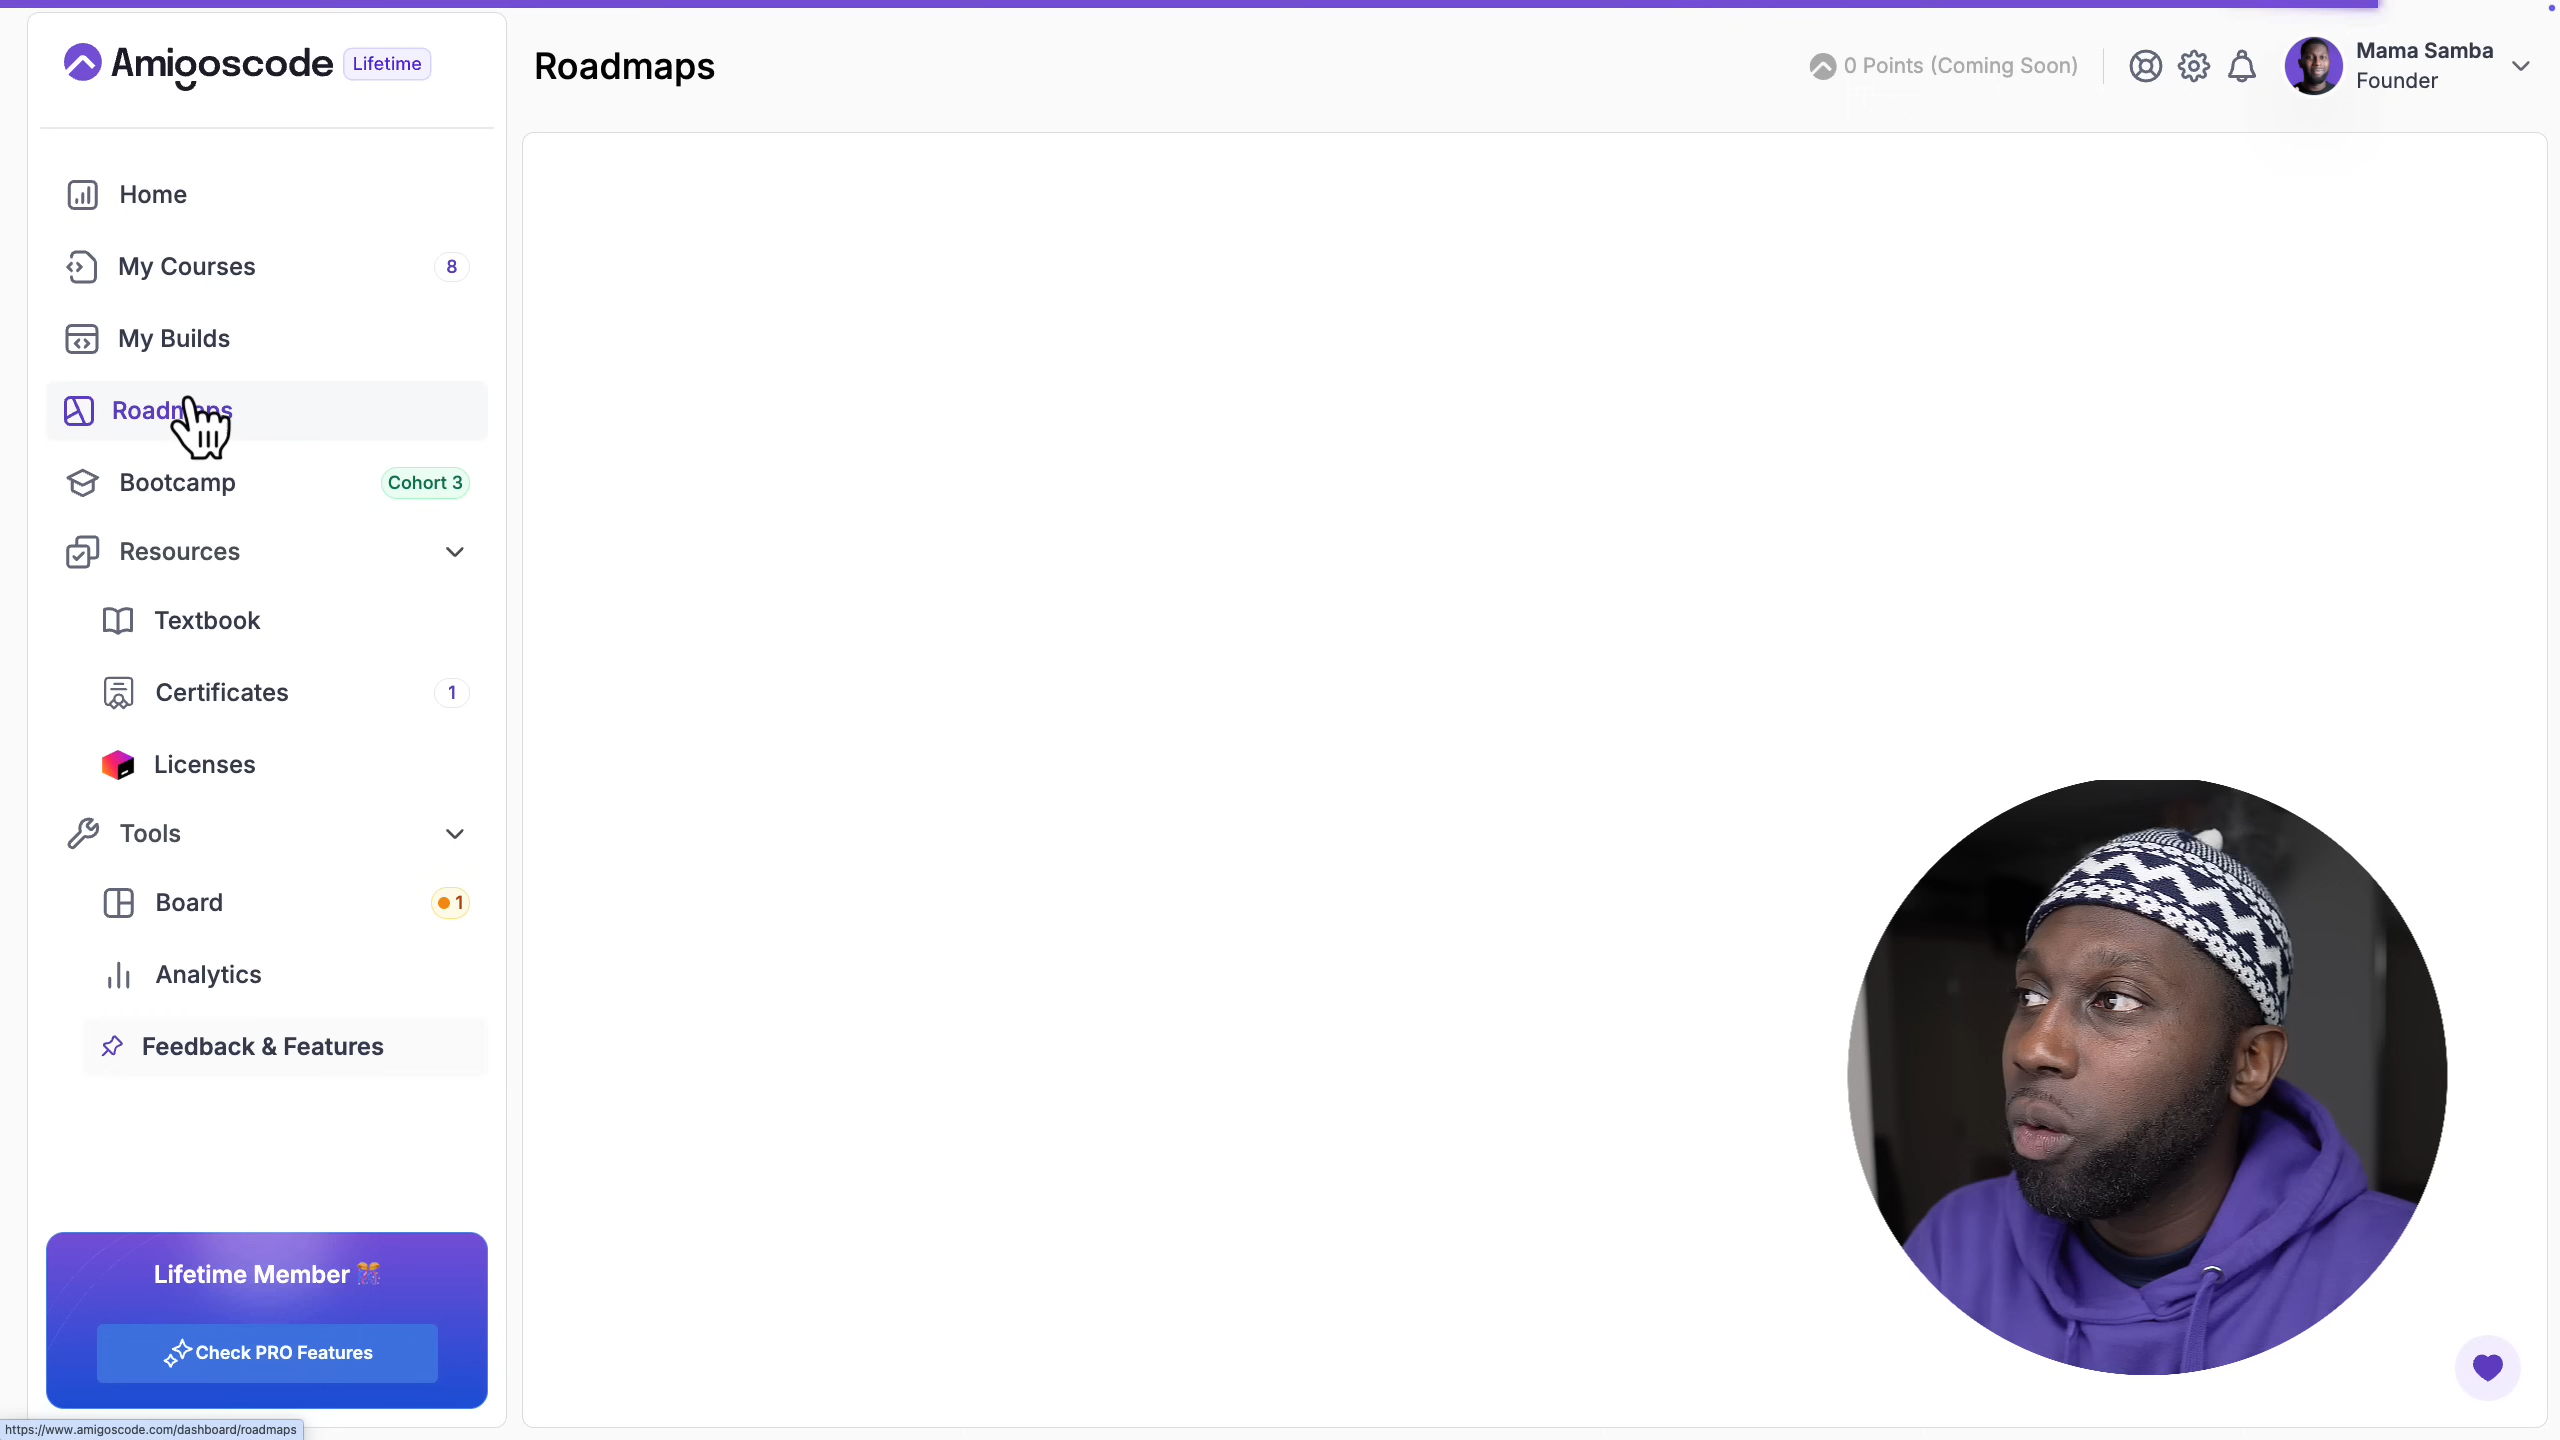 Amigoscode Lifetime
Roadmaps
0 Points (Coming Soon)
Mama Samba
Founder
Home
My Courses 8
My Builds
Roadmaps
Bootcamp Cohort 3
Resources
Textbook
Certificates 1
Licenses
Tools
Board 1
Analytics
Feedback & Features
Lifetime Member
Check PRO Features
https://www.amigoscode.com/dashboard/roadmaps